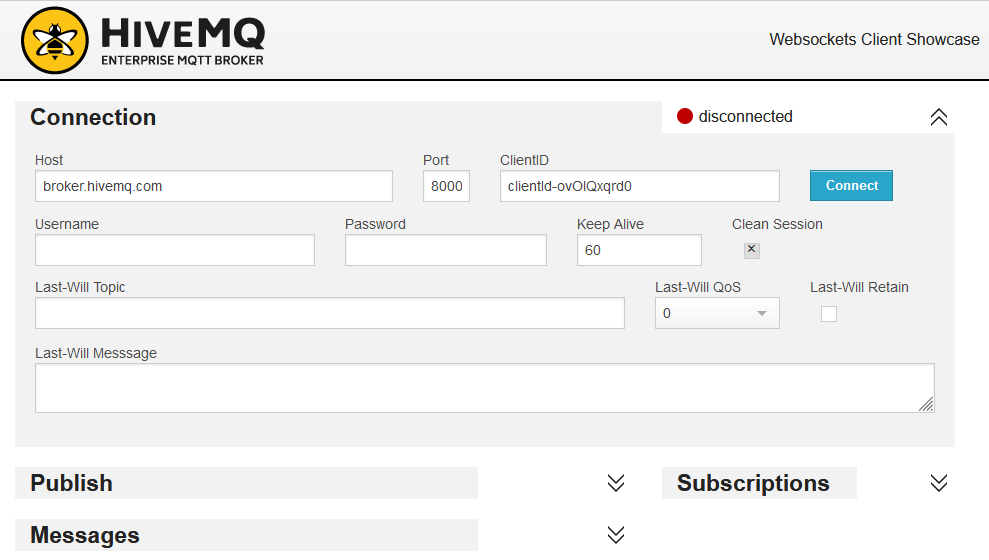 HIVEMQ
ENTERPRISE MQTT BROKER
Websockets Client Showcase
Connection
disconnected
Host
Port
ClientID
broker.hivemq.com
8000
clientId-ovOlQxqrd0
Connect
Username
Password
Keep Alive
Clean Session
60
Last-Will Topic
Last-Will QoS
Last-Will Retain
0
Last-Will Messsage
Publish
Subscriptions
Messages